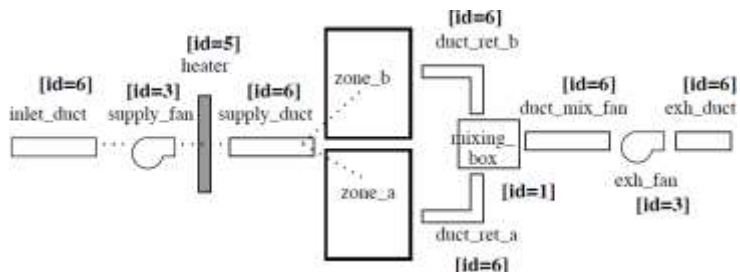 [id=6]
inlet_duct
[id=3]
supply_fan
[id=5]
heater
[id=6]
supply_duct
zone_b
zone_a
[id=6]
duct_ret_b
mixing_
box
[id=1]
duct_ret_a
[id=6]
[id=6]
duct_mix_fan
exh_fan
[id=3]
[id=6]
exh_duct